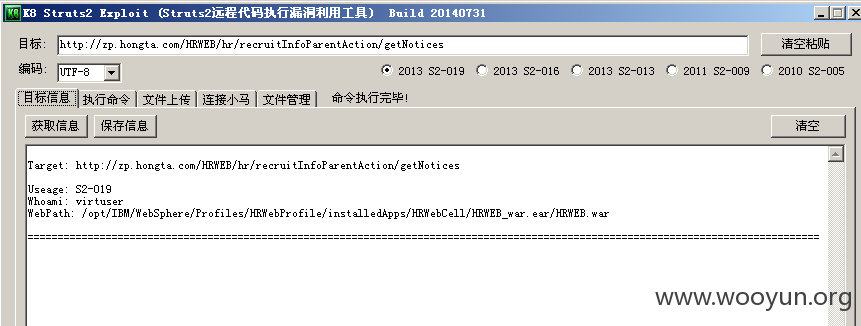 K8 Struts2 Exploit (Struts2远程代码执行漏洞利用工具) Build 20140731
目标: http://zp.hongta.com/HRWEB/hr/recruitInfoParentAction/getNotices 清空粘贴
编码: UTF-8 2013 S2-019 2013 S2-016 2013 S2-013 2011 S2-009 2010 S2-005
目标信息 执行命令 文件上传 连接小马 文件管理 命令执行完毕!
获取信息 保存信息 清空
Target: http://zp.hongta.com/HRWEB/hr/recruitInfoParentAction/getNotices
Useage: S2-019
Whoami: virtuser
WebPath: /opt/IBM/WebSphere/Profiles/HRWebProfile/installedApps/HRWebCell/HRWEB_war.ear/HRWEB.war
www.wooyun.org